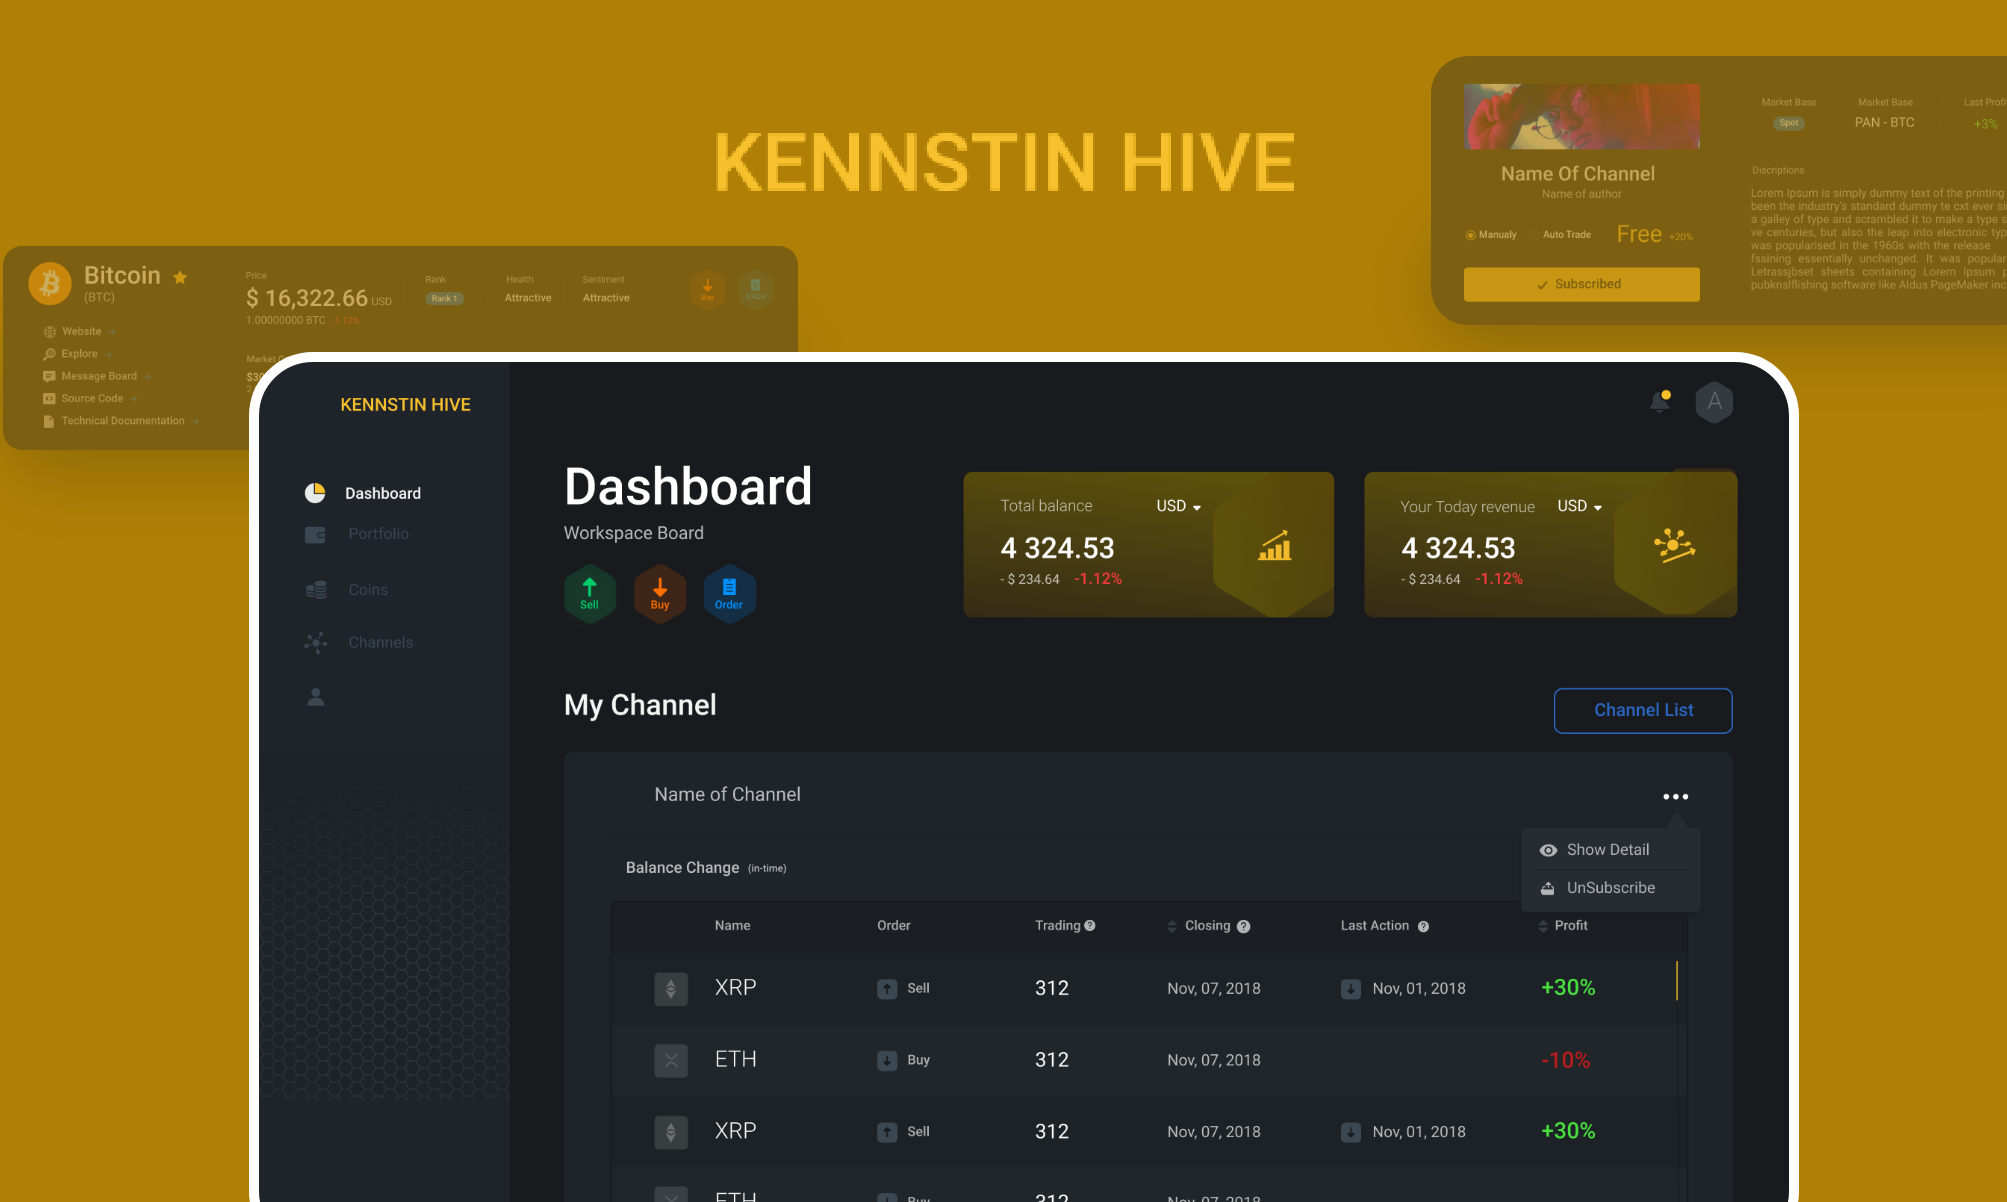 KENNSTIN HIVE
Bitcoin
(BTC)
Website
Explore
Message Board
Source Code
Technical Documentation
Price
$ 16,322.66 USD
1.00000000 BTC -1.12%
Rank
Rank 1
Health
Attractive
Sentiment
Attractive
Buy
EXCH
Market
Name Of Channel
Name of author
Manualy
Auto Trade
Free +20%
Subscribed
Market Base
Spot
Market Base
PAN - BTC
Last Profi
+3%
Discriptions
Lorem Ipsum is simply dummy text of the printing
been the industry's standard dummy te cxt ever si
a galley of type and scrambled it to make a type s
ve centuries, but also the leap into electronic typ
was popularised in the 1960s with the release
fssining essentially unchanged. It was popular
Letrassjbset sheets containing Lorem Ipsum p
pubknslflishing software like Aldus PageMaker inc
KENNSTIN HIVE
Dashboard
Portfolio
Coins
Channels
A
Dashboard
Workspace Board
Sell
Buy
Order
Total balance USD
4 324.53
- $ 234.64 -1.12%
Your Today revenue USD
4 324.53
- $ 234.64 -1.12%
My Channel
Channel List
Name of Channel
Show Detail
UnSubscribe
Balance Change (in-time)
Name Order Trading Closing Last Action Profit
XRP Sell 312 Nov, 07, 2018 Nov, 01, 2018 +30%
ETH Buy 312 Nov, 07, 2018 -10%
XRP Sell 312 Nov, 07, 2018 Nov, 01, 2018 +30%
ETH Buy 312 Nov, 07, 2018